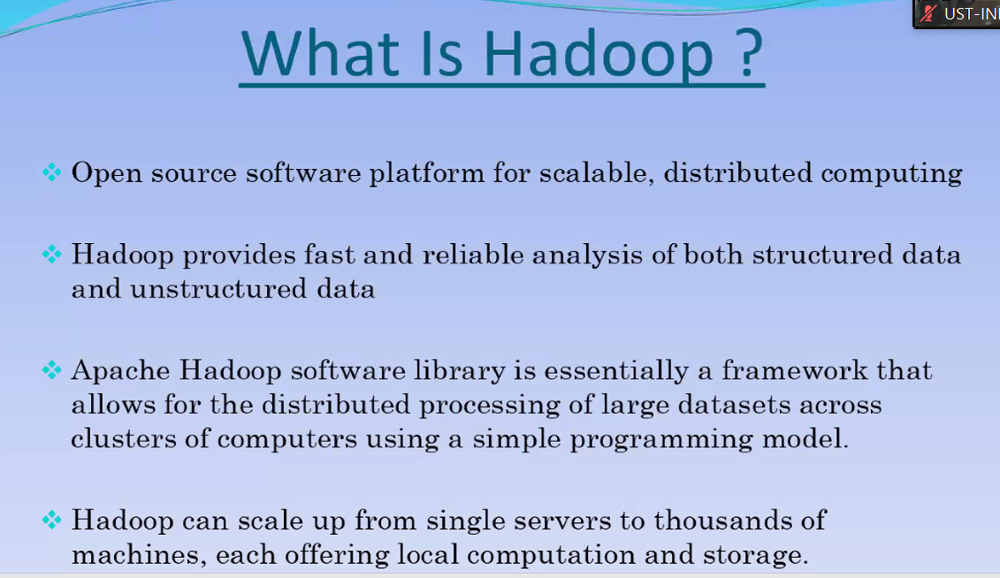 UST-IN
What Is Hadoop ?
Open source software platform for scalable, distributed computing
Hadoop provides fast and reliable analysis of both structured data
and unstructured data
Apache Hadoop software library is essentially a framework that
allows for the distributed processing of large datasets across
clusters of computers using a simple programming model.
Hadoop can scale up from single servers to thousands of
machines, each offering local computation and storage.